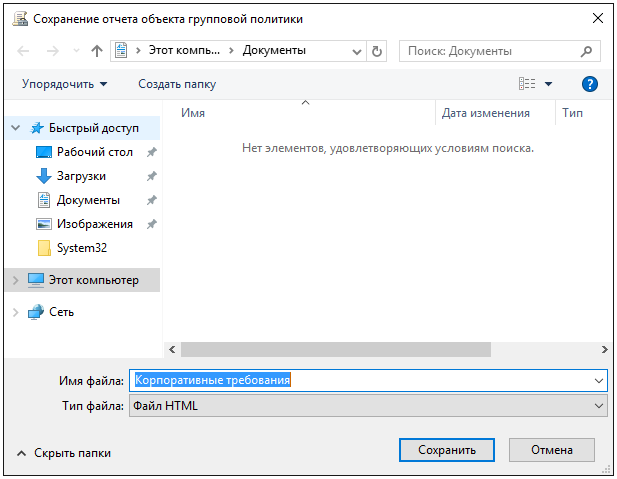 Сохранение отчета объекта групповой политики
Этот компь... Документы
Поиск: Документы
Упорядочить Создать папку
Имя Дата изменения Тип
Быстрый доступ
Нет элементов, удовлетворяющих условиям поиска.
Рабочий стол
Загрузки
Документы
Изображения
System32
Этот компьютер
Сеть
Имя файла: Корпоративные требования
Тип файла: Файл HTML
Скрыть папки
Сохранить
Отмена